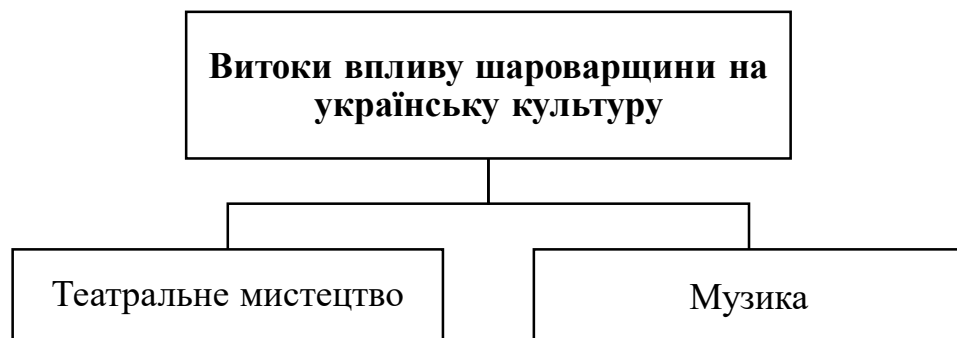 Витоки впливу шароварщини на
українську культуру
Театральне мистецтво
Музика